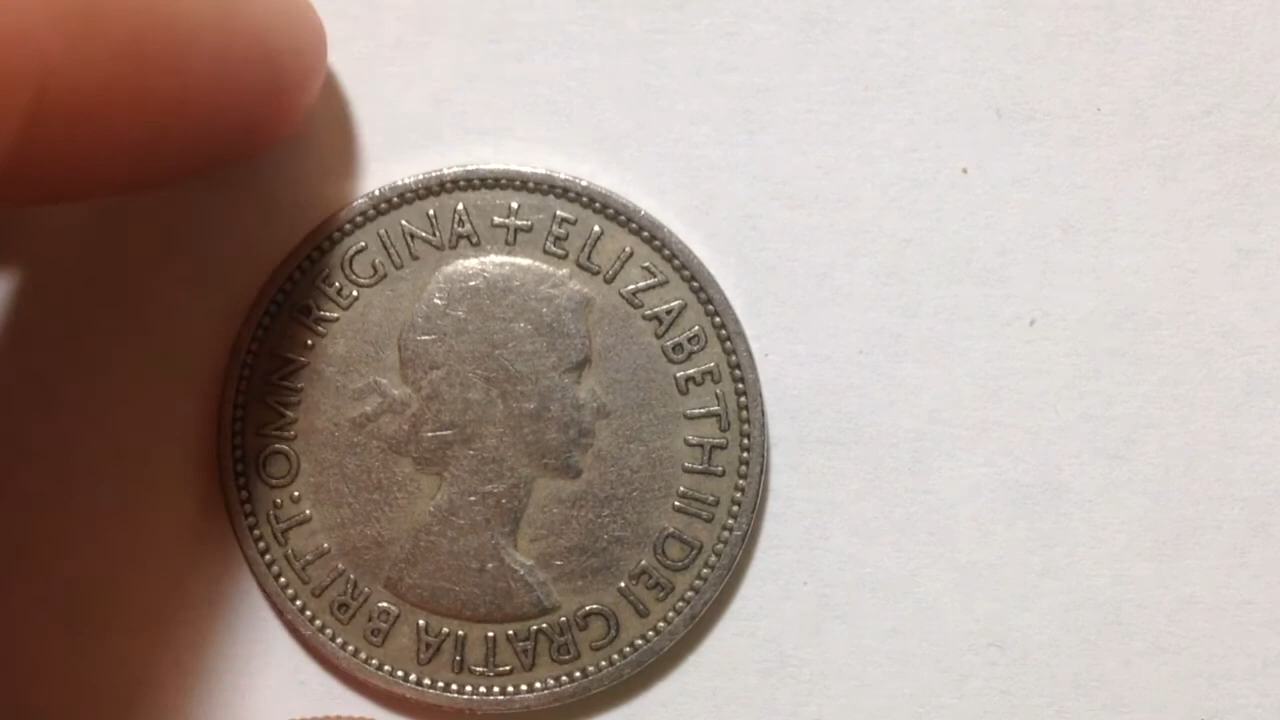 + ELIZABETH II DEI GRATIA BRITT: OMN. REGINA